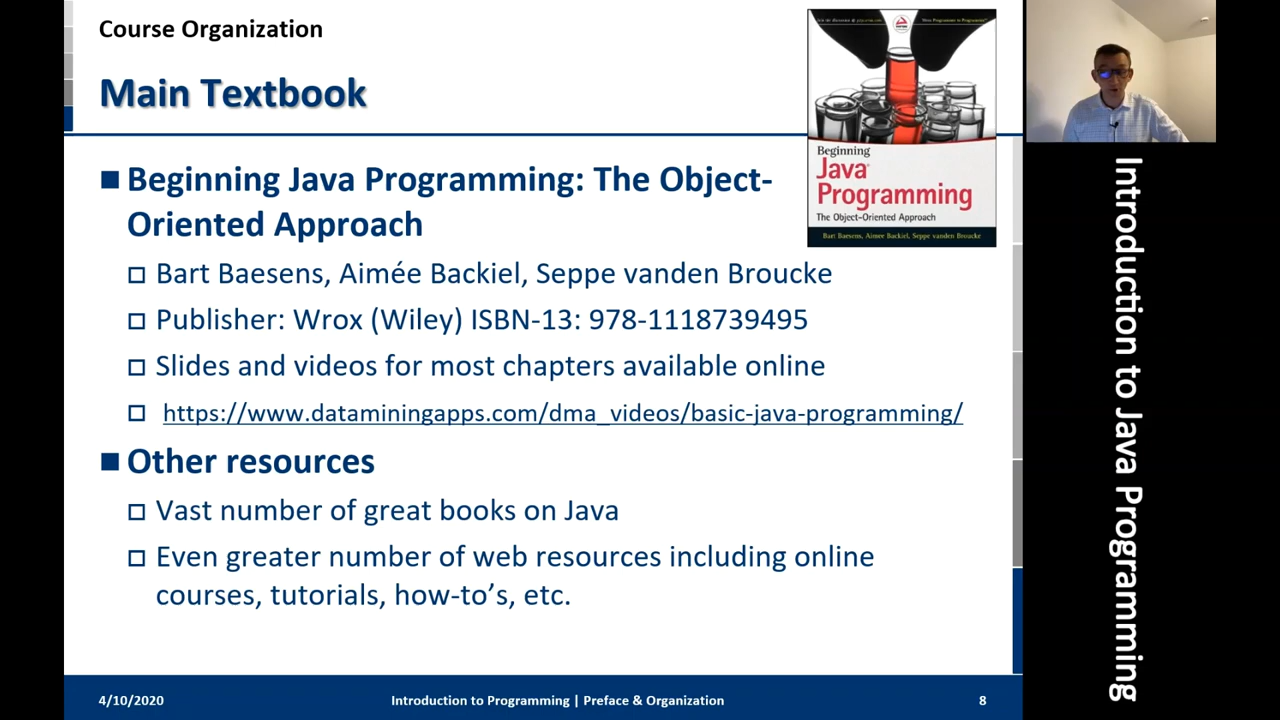 Course Organization
Main Textbook
Beginning Java Programming: The Object-
Oriented Approach
Bart Baesens, Aimée Backiel, Seppe vanden Broucke
Publisher: Wrox (Wiley) ISBN-13: 978-1118739495
Slides and videos for most chapters available online
https://www.dataminingapps.com/dma_videos/basic-java-programming/
Other resources
Vast number of great books on Java
Even greater number of web resources including online
courses, tutorials, how-to's, etc.
Beginning
Java®
Programming
The Object-Oriented Approach
Bart Baesens, Aimee Backiel, Seppe vanden Broucke
4/10/2020
Introduction to Programming | Preface & Organization
8
Introduction to Java Programming